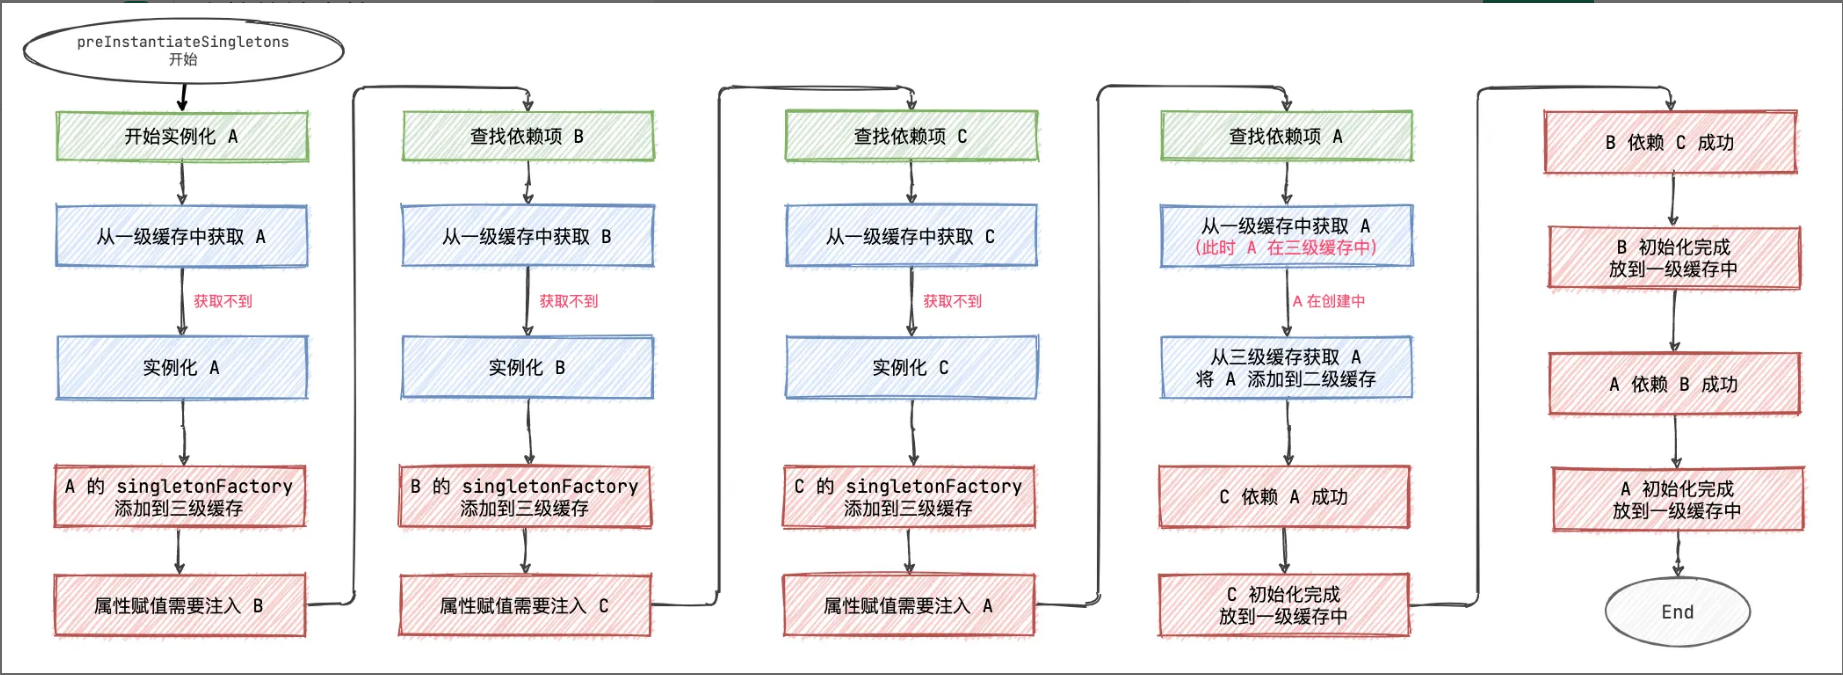 preInstantiateSingletons
开始
开始实例化 A
从一级缓存中获取 A
获取不到
实例化 A
A 的 singletonFactory
添加到三级缓存
属性赋值需要注入 B
查找依赖项 B
从一级缓存中获取 B
获取不到
实例化 B
B 的 singletonFactory
添加到三级缓存
属性赋值需要注入 C
查找依赖项 C
从一级缓存中获取 C
获取不到
实例化 C
C 的 singletonFactory
添加到三级缓存
属性赋值需要注入 A
查找依赖项 A
从一级缓存中获取 A
(此时 A 在三级缓存中)
A 在创建中
从三级缓存获取 A
将 A 添加到二级缓存
C 依赖 A 成功
C 初始化完成
放到一级缓存中
B 依赖 C 成功
B 初始化完成
放到一级缓存中
A 依赖 B 成功
A 初始化完成
放到一级缓存中
End